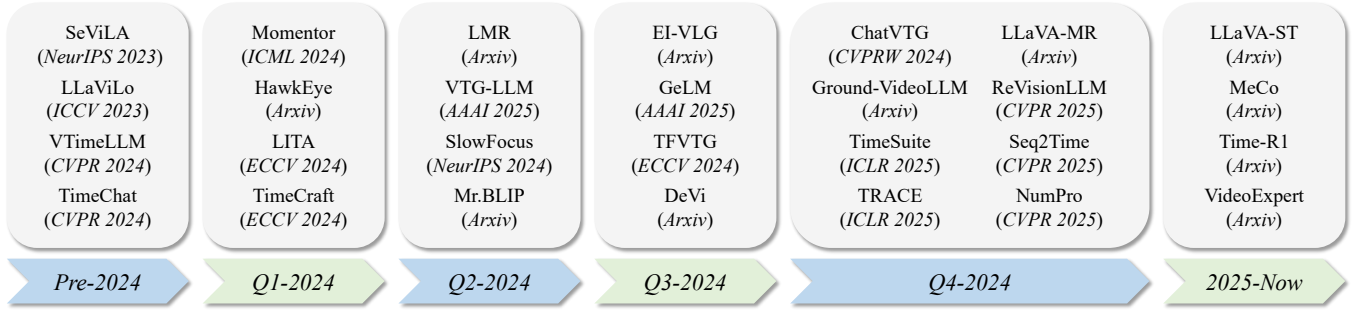 SeViLA
(NeurIPS 2023)
LLaViLo
(ICCV 2023)
VTimeLLM
(CVPR 2024)
TimeChat
(CVPR 2024)
Pre-2024
Momentor
(ICML 2024)
HawkEye
(Arxiv)
LITA
(ECCV 2024)
TimeCraft
(ECCV 2024)
Q1-2024
LMR
(Arxiv)
VTG-LLM
(AAAI 2025)
SlowFocus
(NeurIPS 2024)
Mr.BLIP
(Arxiv)
Q2-2024
EI-VLG
(Arxiv)
GeLM
(AAAI 2025)
TFVTG
(ECCV 2024)
DeVi
(Arxiv)
Q3-2024
ChatVTG
(CVPRW 2024)
Ground-VideoLLM
(Arxiv)
TimeSuite
(ICLR 2025)
TRACE
(ICLR 2025)
LLaVA-MR
(Arxiv)
ReVisionLLM
(CVPR 2025)
Seq2Time
(CVPR 2025)
NumPro
(CVPR 2025)
Q4-2024
LLaVA-ST
(Arxiv)
MeCo
(Arxiv)
Time-R1
(Arxiv)
VideoExpert
(Arxiv)
2025-Now